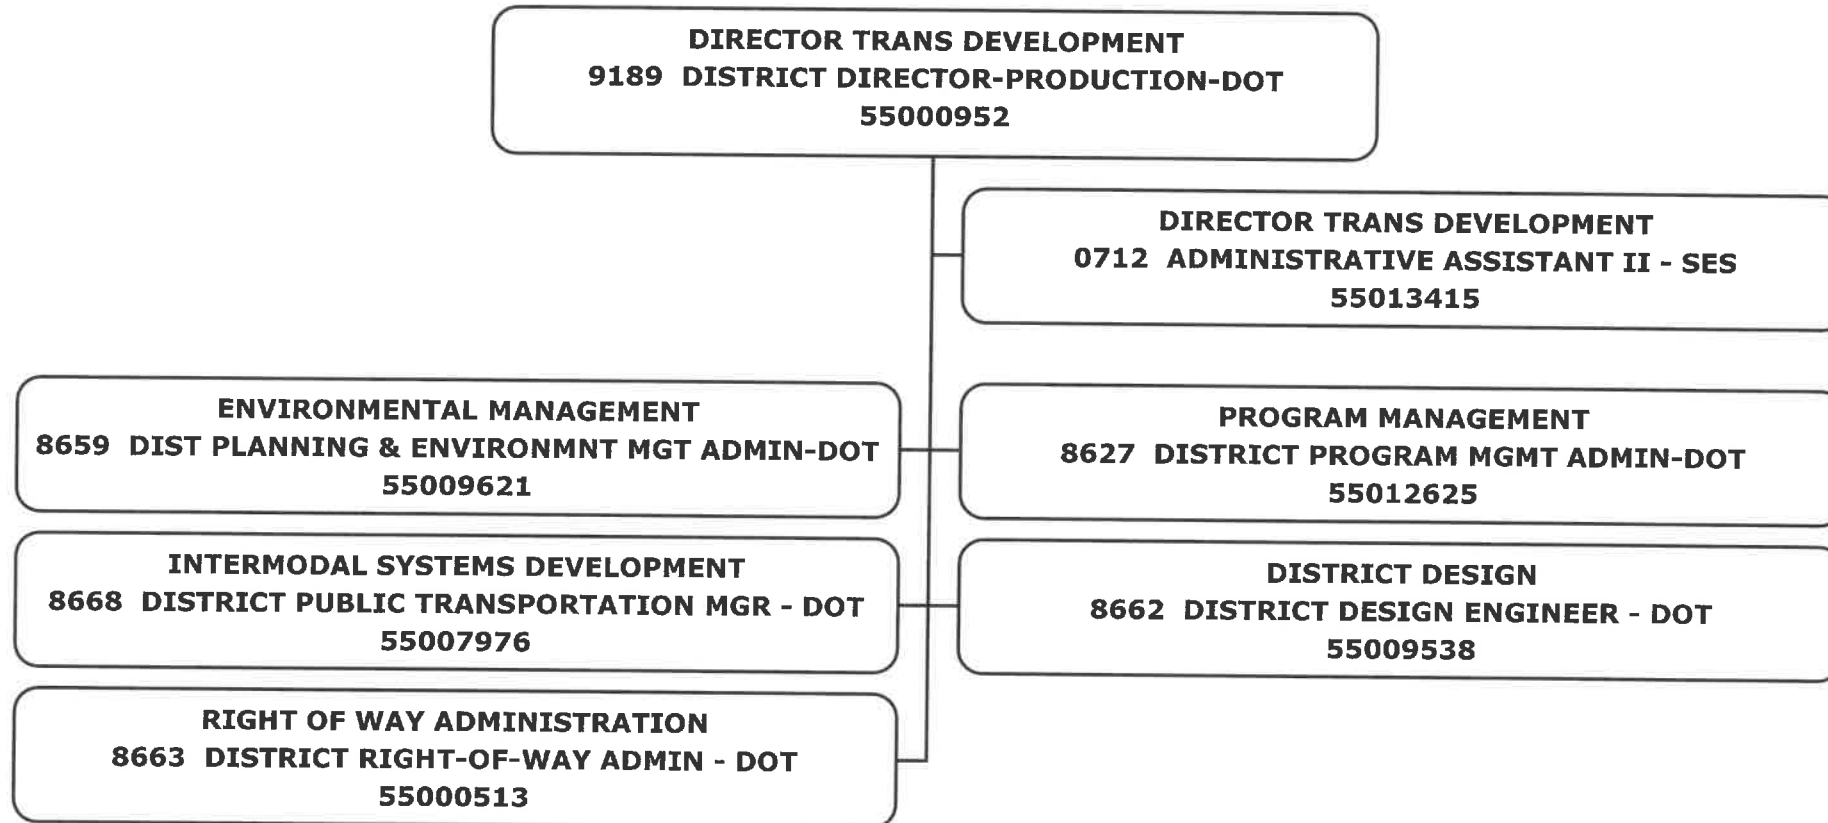 DIRECTOR TRANS DEVELOPMENT
9189 DISTRICT DIRECTOR-PRODUCTION-DOT
55000952
DIRECTOR TRANS DEVELOPMENT
0712 ADMINISTRATIVE ASSISTANT II - SES
55013415
ENVIRONMENTAL MANAGEMENT
8659 DIST PLANNING & ENVIRONMNT MGT ADMIN-DOT
55009621
PROGRAM MANAGEMENT
8627 DISTRICT PROGRAM MGMT ADMIN-DOT
55012625
INTERMODAL SYSTEMS DEVELOPMENT
8668 DISTRICT PUBLIC TRANSPORTATION MGR - DOT
55007976
DISTRICT DESIGN
8662 DISTRICT DESIGN ENGINEER - DOT
55009538
RIGHT OF WAY ADMINISTRATION
8663 DISTRICT RIGHT-OF-WAY ADMIN - DOT
55000513